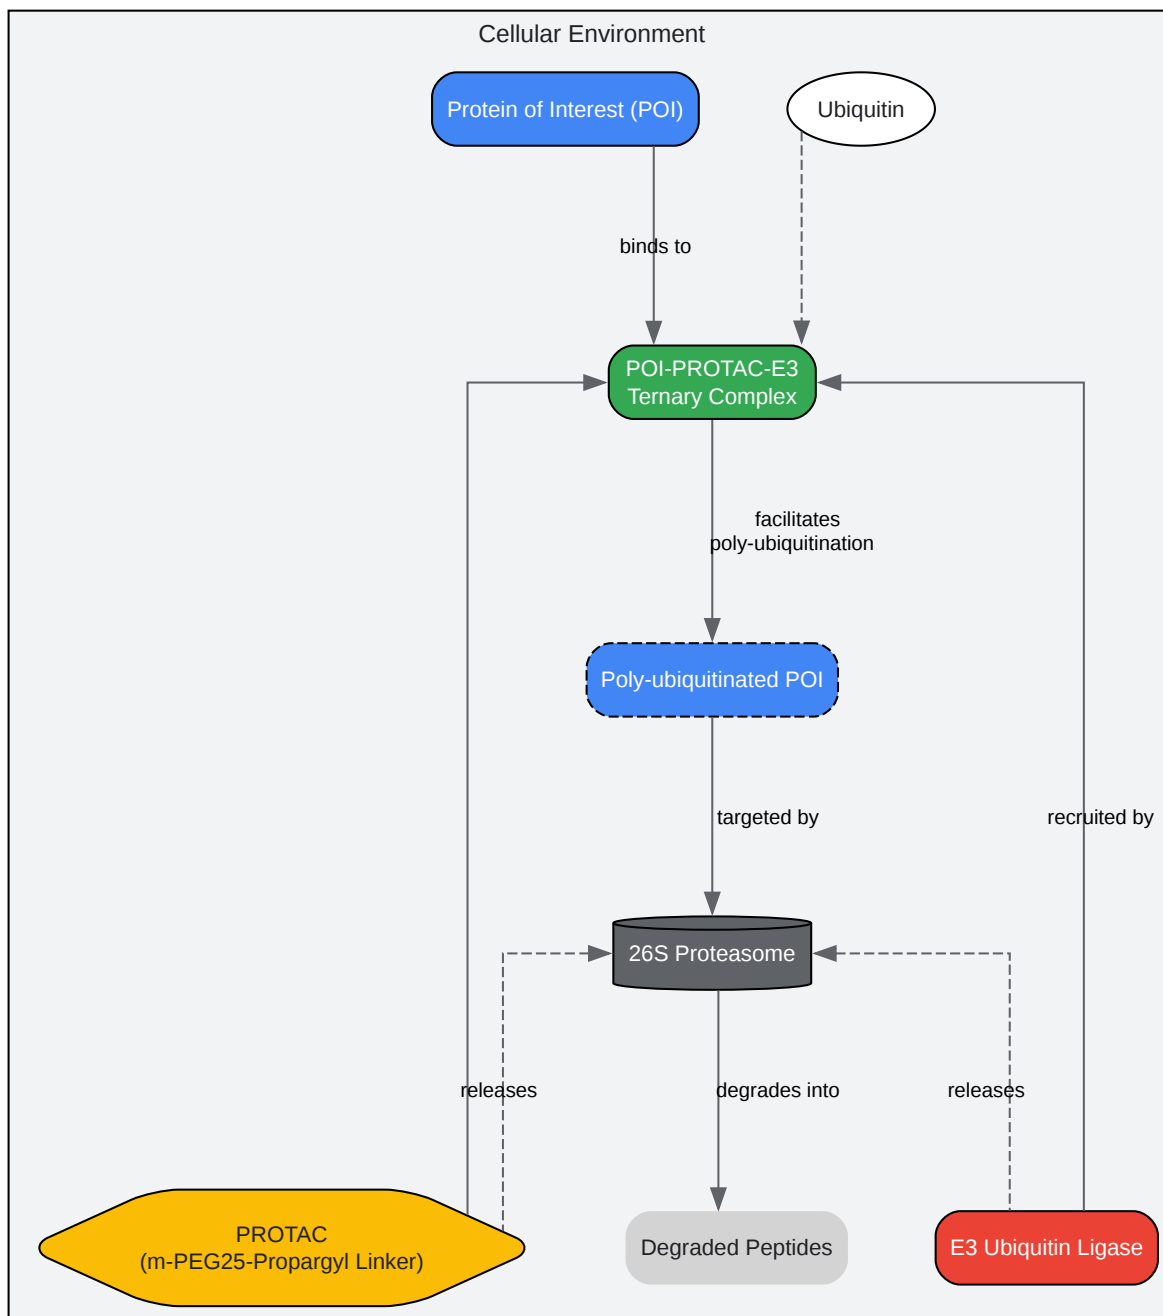 Cellular Environment
Protein of Interest (POI)
Ubiquitin
binds to
POI-PROTAC-E3
Ternary Complex
facilitates
poly-ubiquitination
Poly-ubiquitinated POI
targeted by
recruited by
26S Proteasome
releases
degrades into
releases
PROTAC
(m-PEG25-Propargyl Linker)
Degraded Peptides
E3 Ubiquitin Ligase